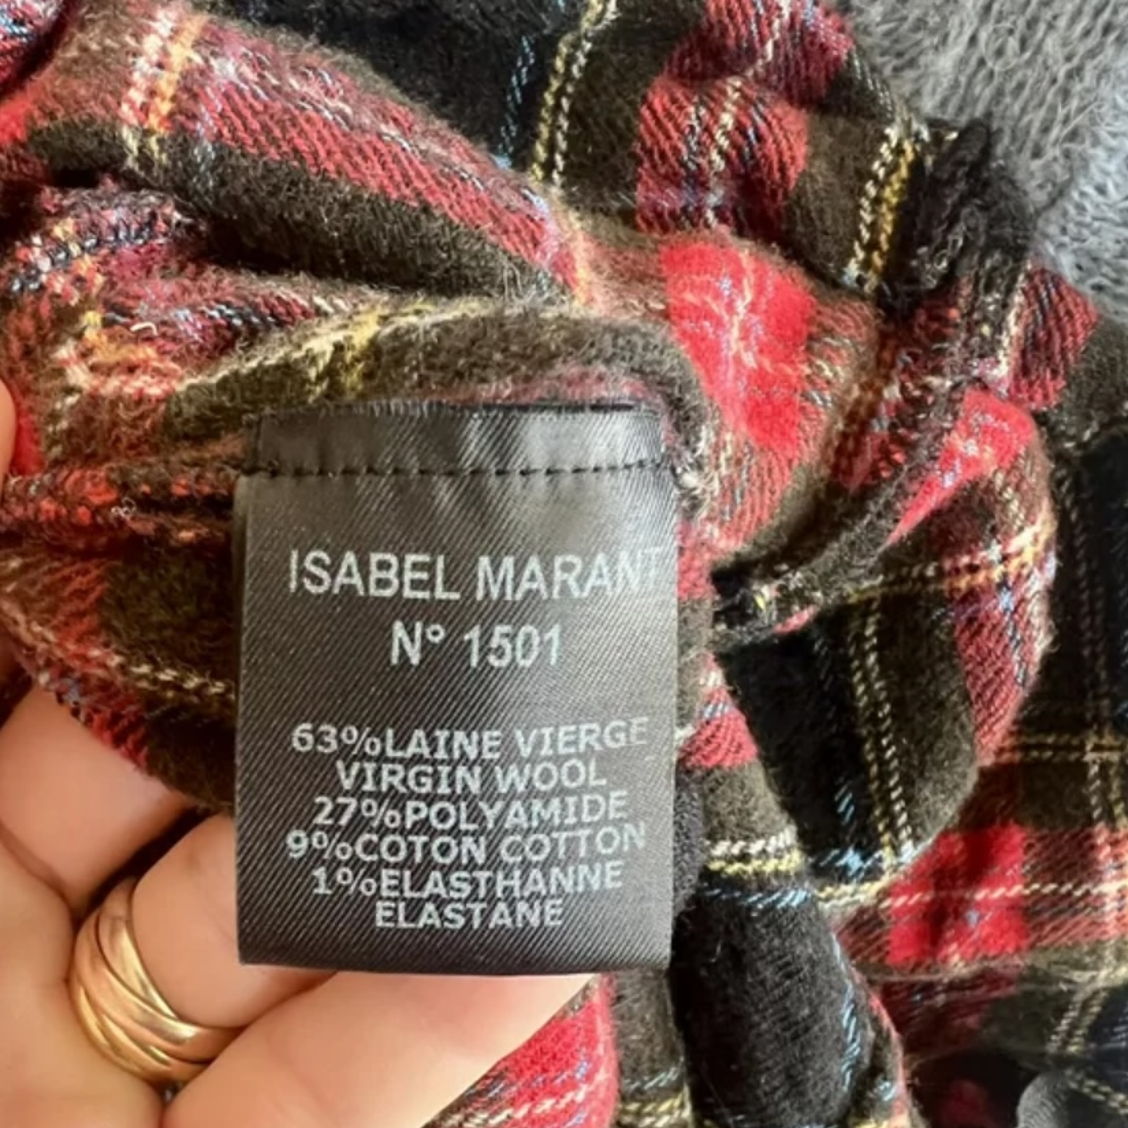 ISABEL MARANT
N° 1501
63%LAINE VIERGE
VIRGIN WOOL
27%POLYAMIDE
9%COTON COTTON
1%ELASTHANNE
ELASTANE